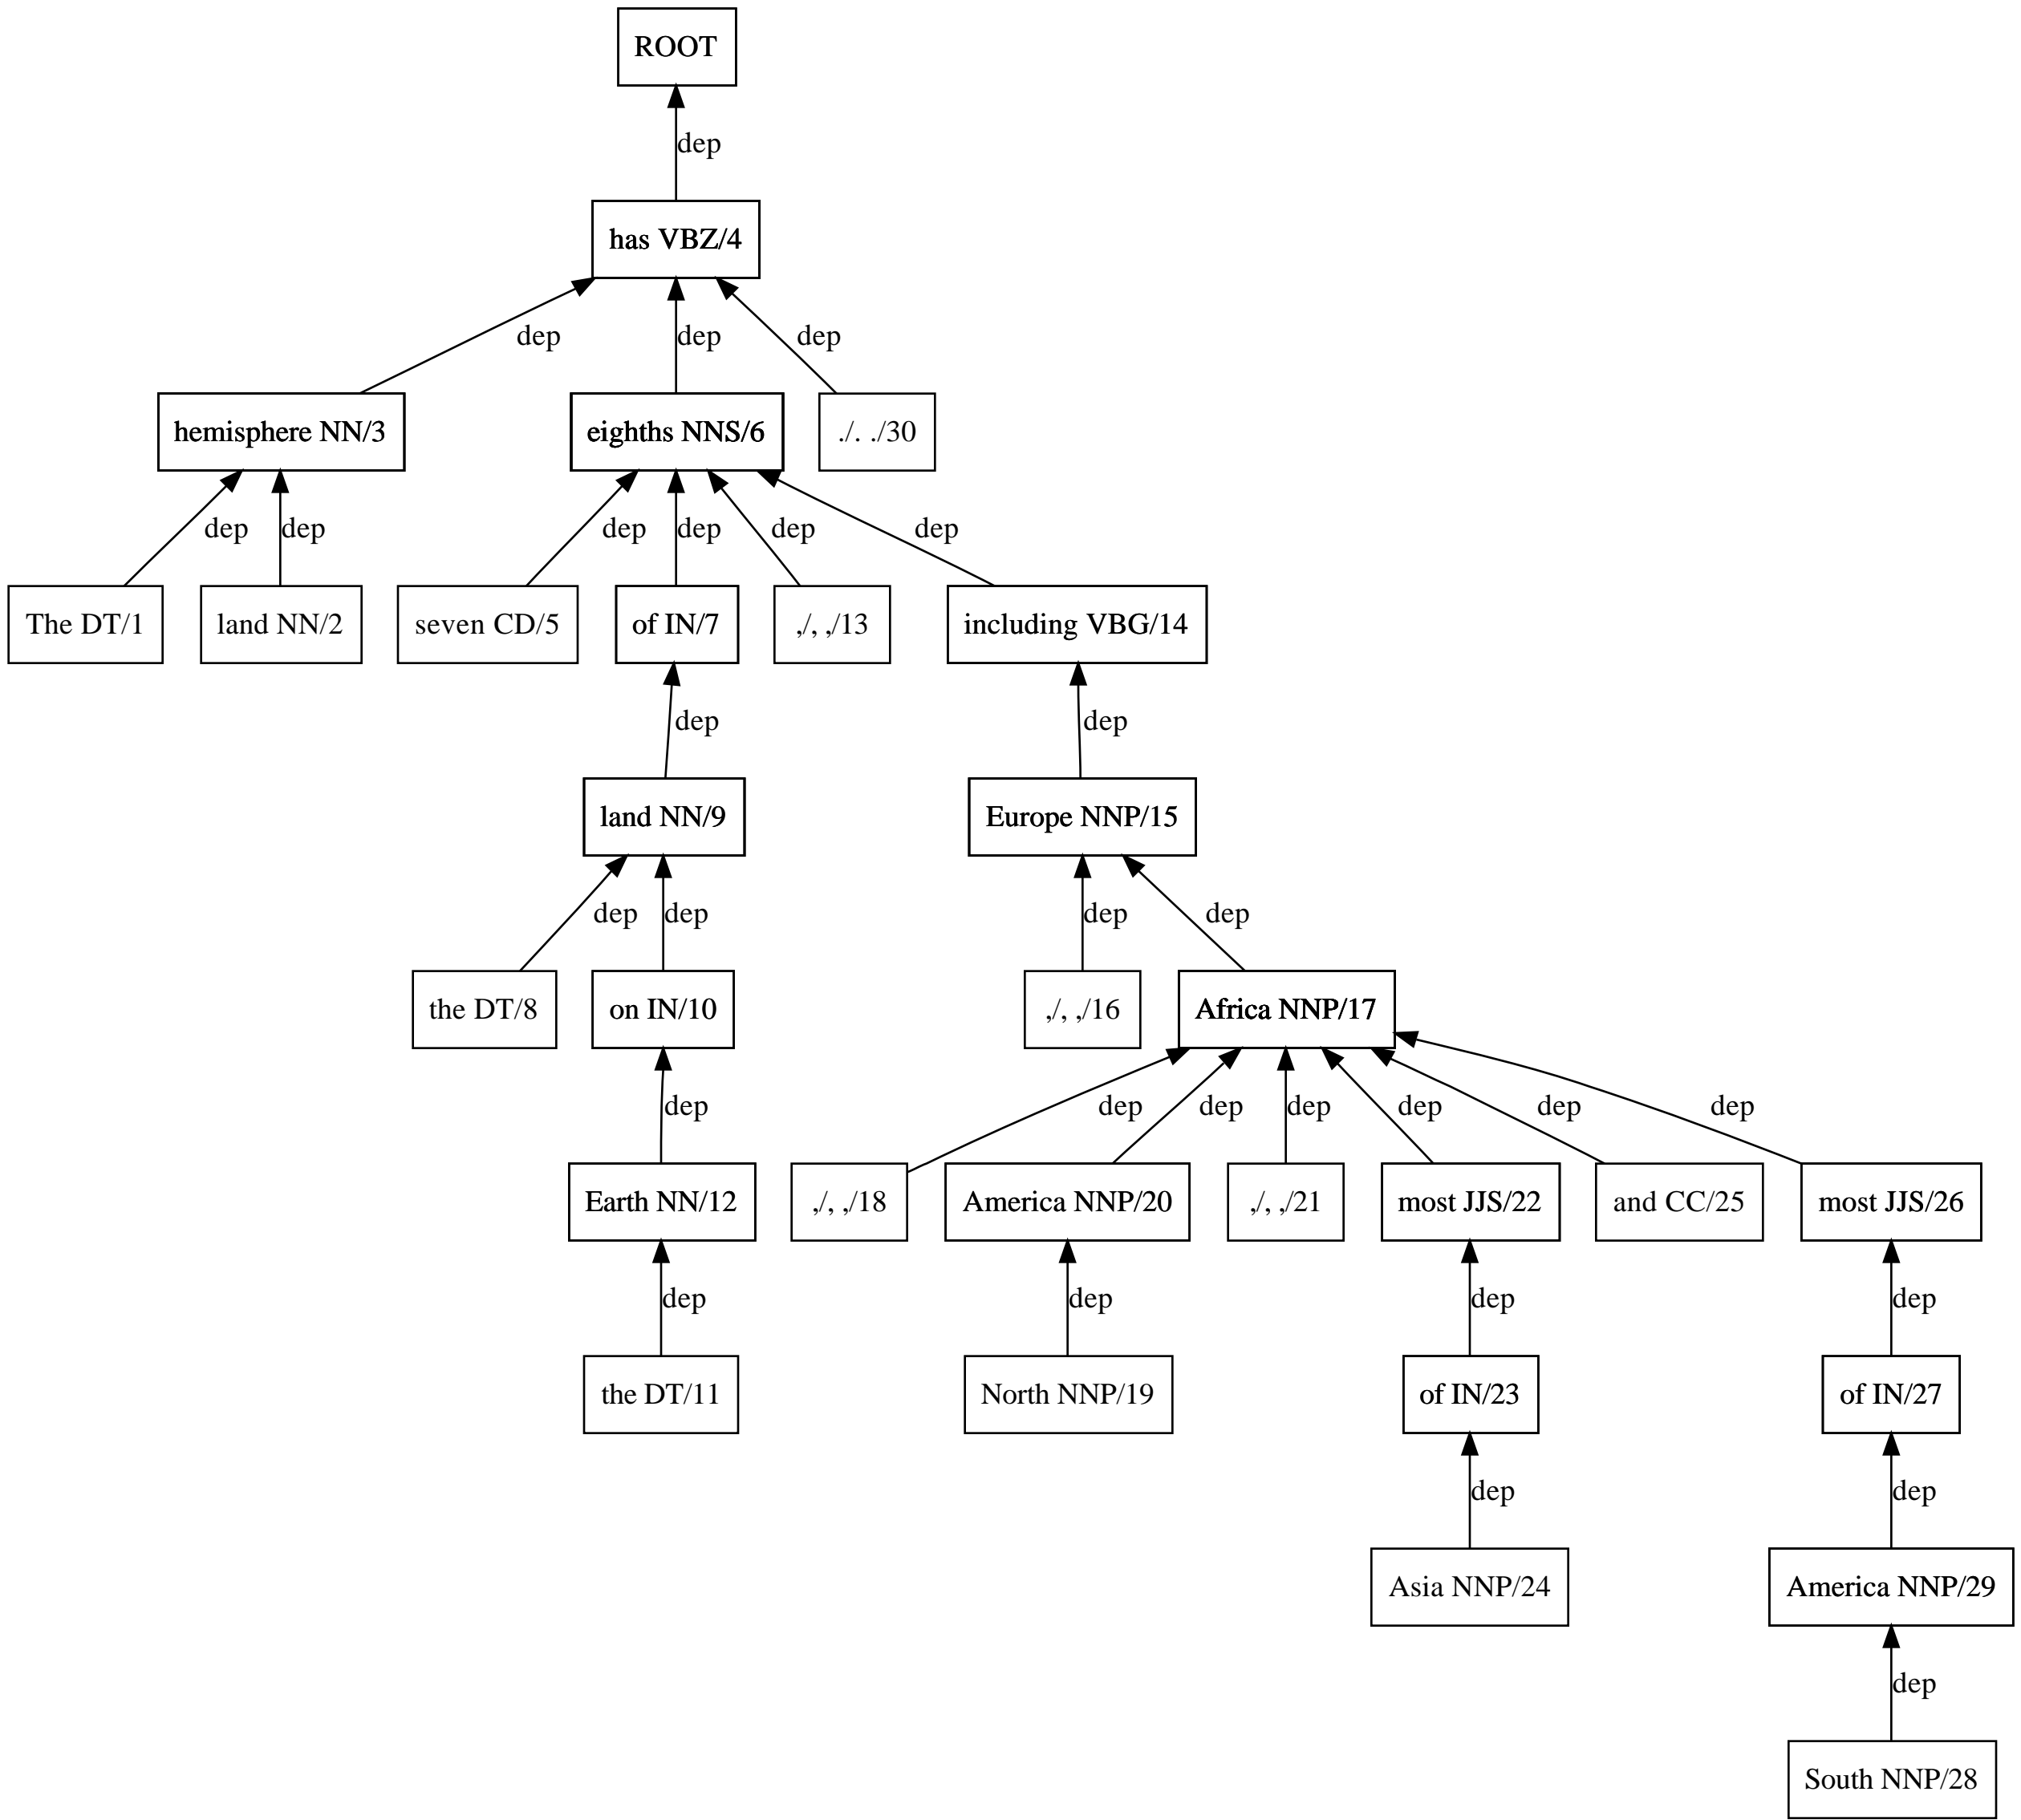 ROOT
dep
has VBZ/4
dep dep dep
hemisphere NN/3 eighths NNS/6 ./. ./30
dep dep dep dep dep dep
The DT/1 land NN/2 seven CD/5 of IN/7 ,/, ,/13 including VBG/14
dep dep
land NN/9 Europe NNP/15
dep dep dep dep
the DT/8 on IN/10 ,/, ,/16 Africa NNP/17
dep dep dep dep dep dep dep
Earth NN/12 ,/, ,/18 America NNP/20 ,/, ,/21 most JJS/22 and CC/25 most JJS/26
dep dep dep dep
the DT/11 North NNP/19 of IN/23 of IN/27
dep dep
Asia NNP/24 America NNP/29
dep
South NNP/28